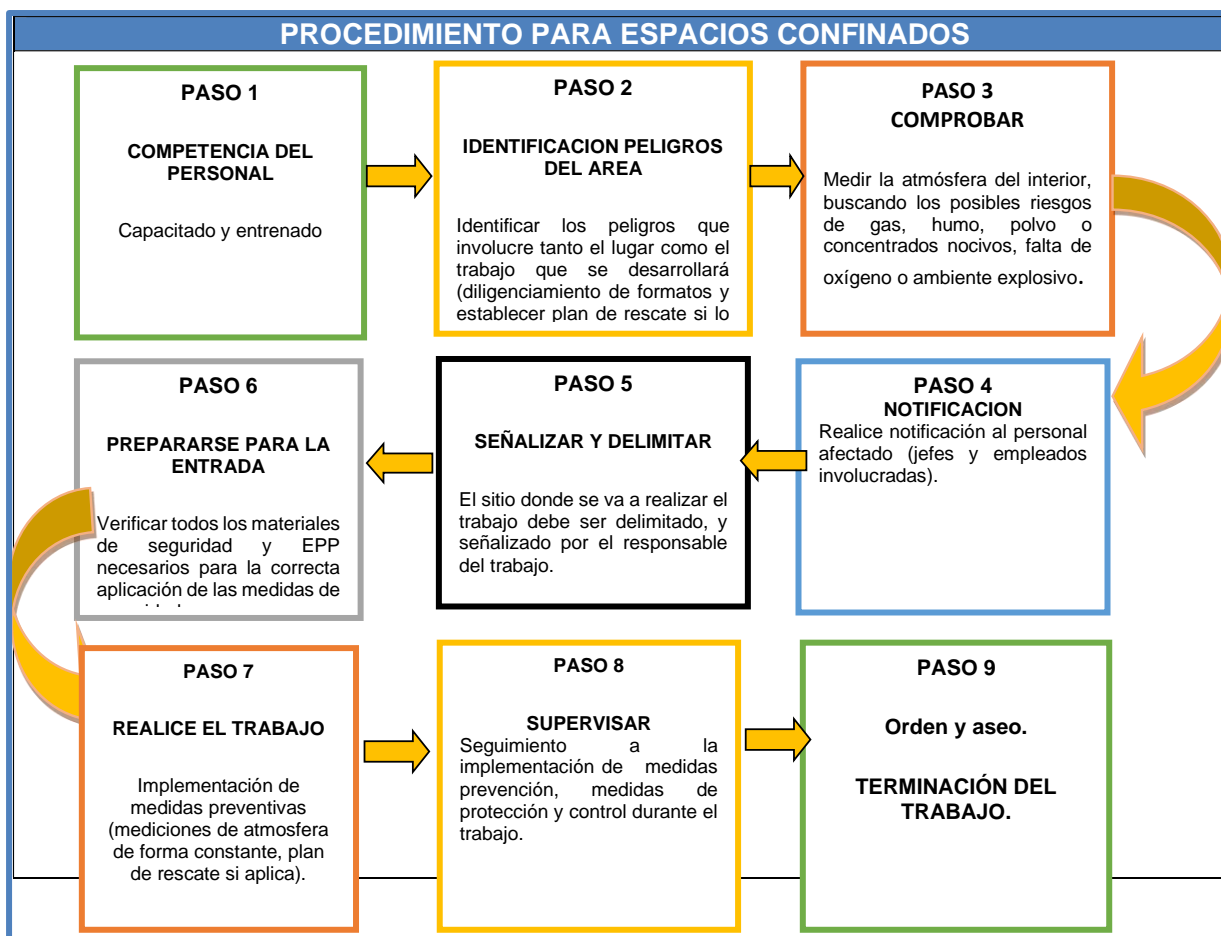 PROCEDIMIENTO PARA ESPACIOS CONFINADOS
PASO 1
COMPETENCIA DEL
PERSONAL
Capacitado y entrenado
PASO 2
IDENTIFICACION PELIGROS
DEL AREA
Identificar los peligros que
involucre tanto el lugar como el
trabajo que se desarrollará
(diligenciamiento de formatos y
establecer plan de rescate si lo
PASO 3
COMPROBAR
Medir la atmósfera del interior,
buscando los posibles riesgos
de gas, humo, polvo o
concentrados nocivos, falta de
oxígeno o ambiente explosivo.
PASO 4
NOTIFICACION
Realice notificación al personal
afectado (jefes y empleados
involucradas).
PASO 5
SEÑALIZAR Y DELIMITAR
El sitio donde se va a realizar el
trabajo debe ser delimitado, y
señalizado por el responsable
del trabajo.
PASO 6
PREPARARSE PARA LA
ENTRADA
Verificar todos los materiales
de seguridad y EPP
necesarios para la correcta
aplicación de las medidas de
PASO 7
REALICE EL TRABAJO
Implementación de
medidas preventivas
(mediciones de atmosfera
de forma constante, plan
de rescate si aplica).
PASO 8
SUPERVISAR
Seguimiento a la
implementación de medidas
prevención, medidas de
protección y control durante el
trabajo.
PASO 9
Orden y aseo.
TERMINACIÓN DEL
TRABAJO.